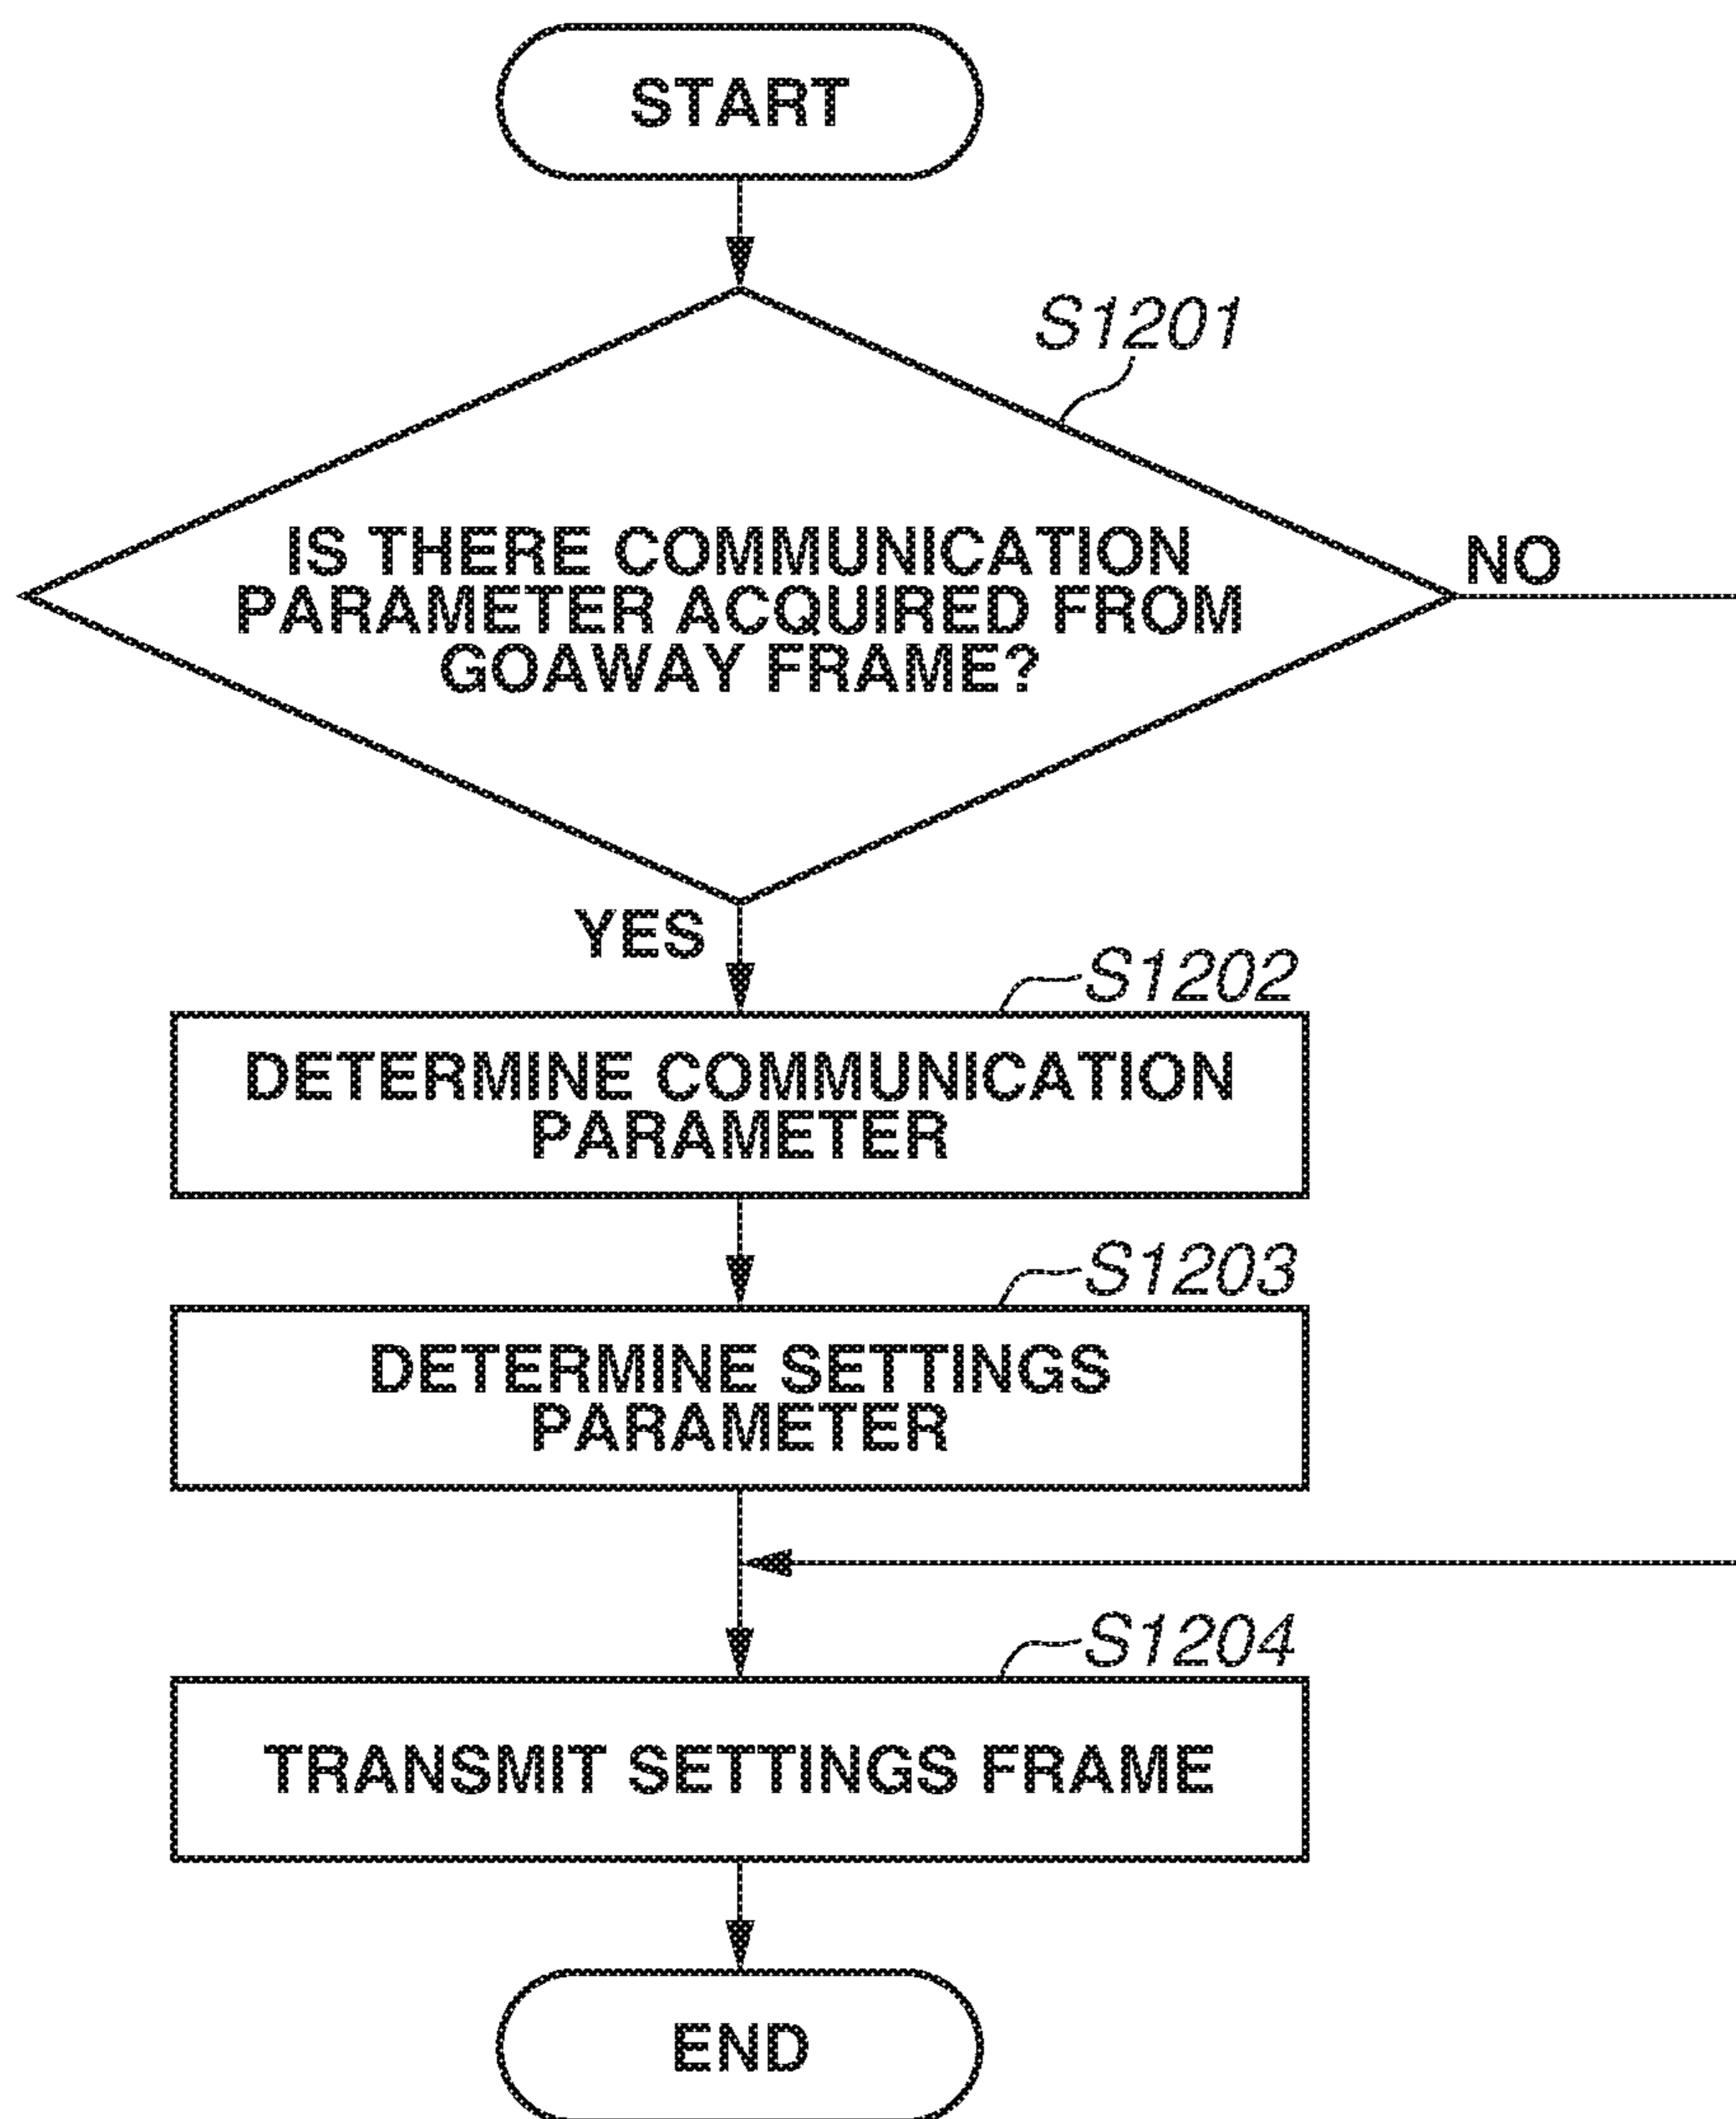 START
S1201
IS THERE COMMUNICATION
PARAMETER ACQUIRED FROM
GOAWAY FRAME?
NO
YES
S1202
DETERMINE COMMUNICATION
PARAMETER
S1203
DETERMINE SETTINGS
PARAMETER
S1204
TRANSMIT SETTINGS FRAME
END